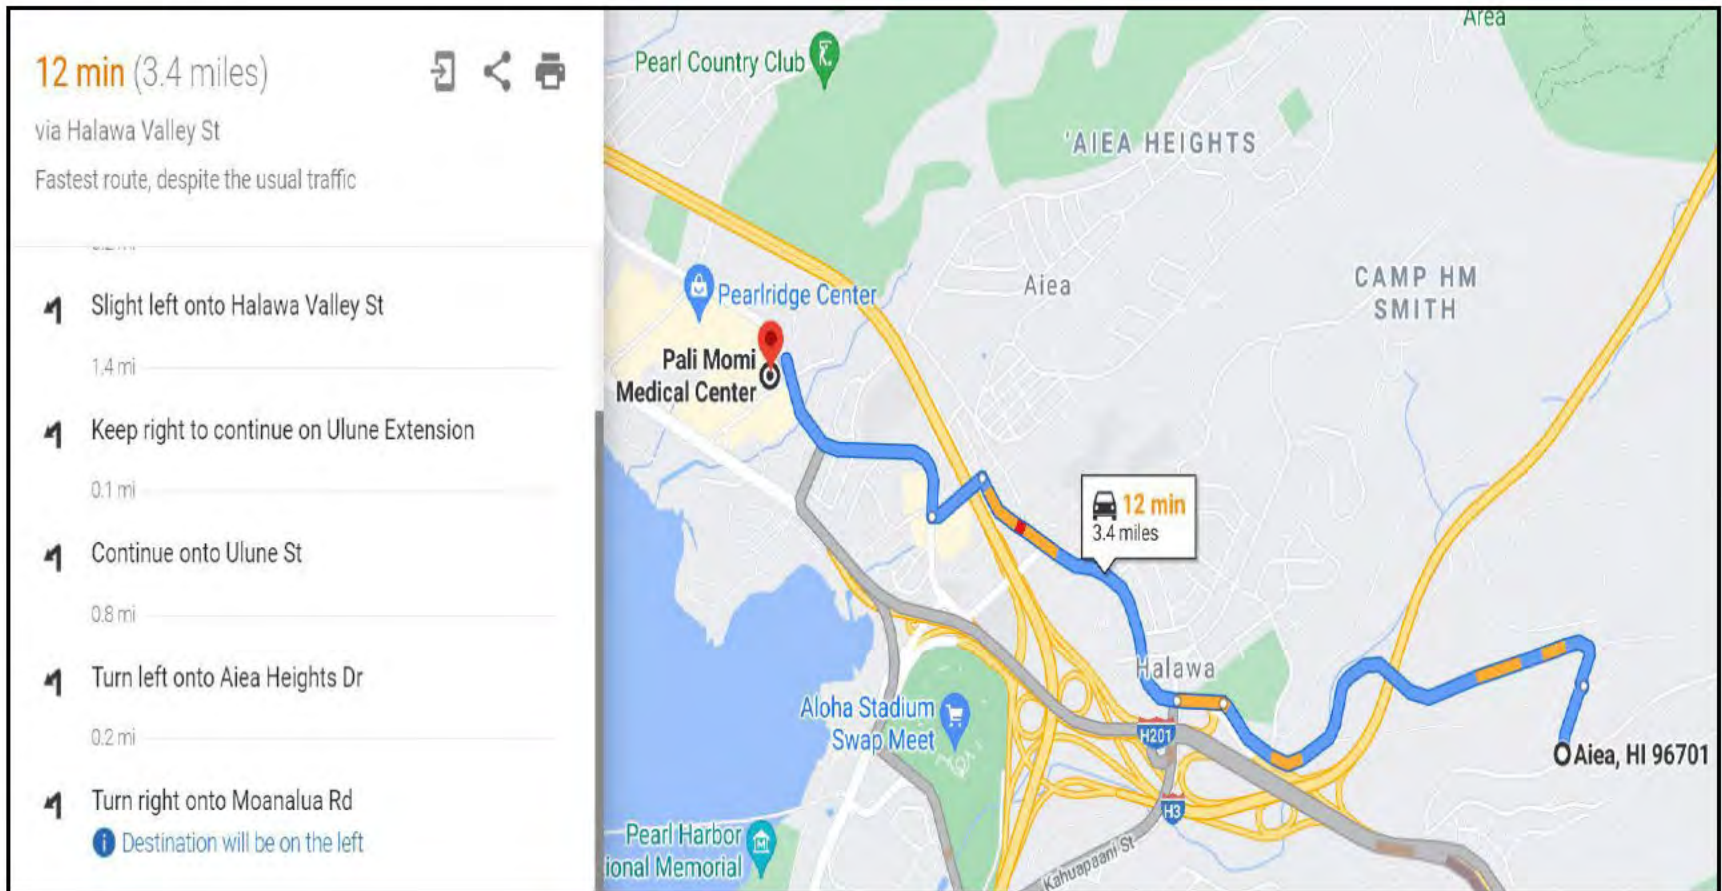 12 min (3.4 miles)
via Halawa Valley St
Fastest route, despite the usual traffic
Slight left onto Halawa Valley St
1.4 mi
Keep right to continue on Ulune Extension
0.1 mi
Continue onto Ulune St
0.8 mi
Turn left onto Aiea Heights Dr
0.2 mi
Turn right onto Moanalua Rd
Destination will be on the left
Area
Pearl Country Club
'AIEA HEIGHTS
Pearlridge Center
Aiea
CAMP HM
SMITH
Pali Momi
Medical Center
12 min
3.4 miles
Halawa
Aloha Stadium
Swap Meet
H201
Aiea, HI 96701
H3
Pearl Harbor
ional Memorial
Kahuapaani St